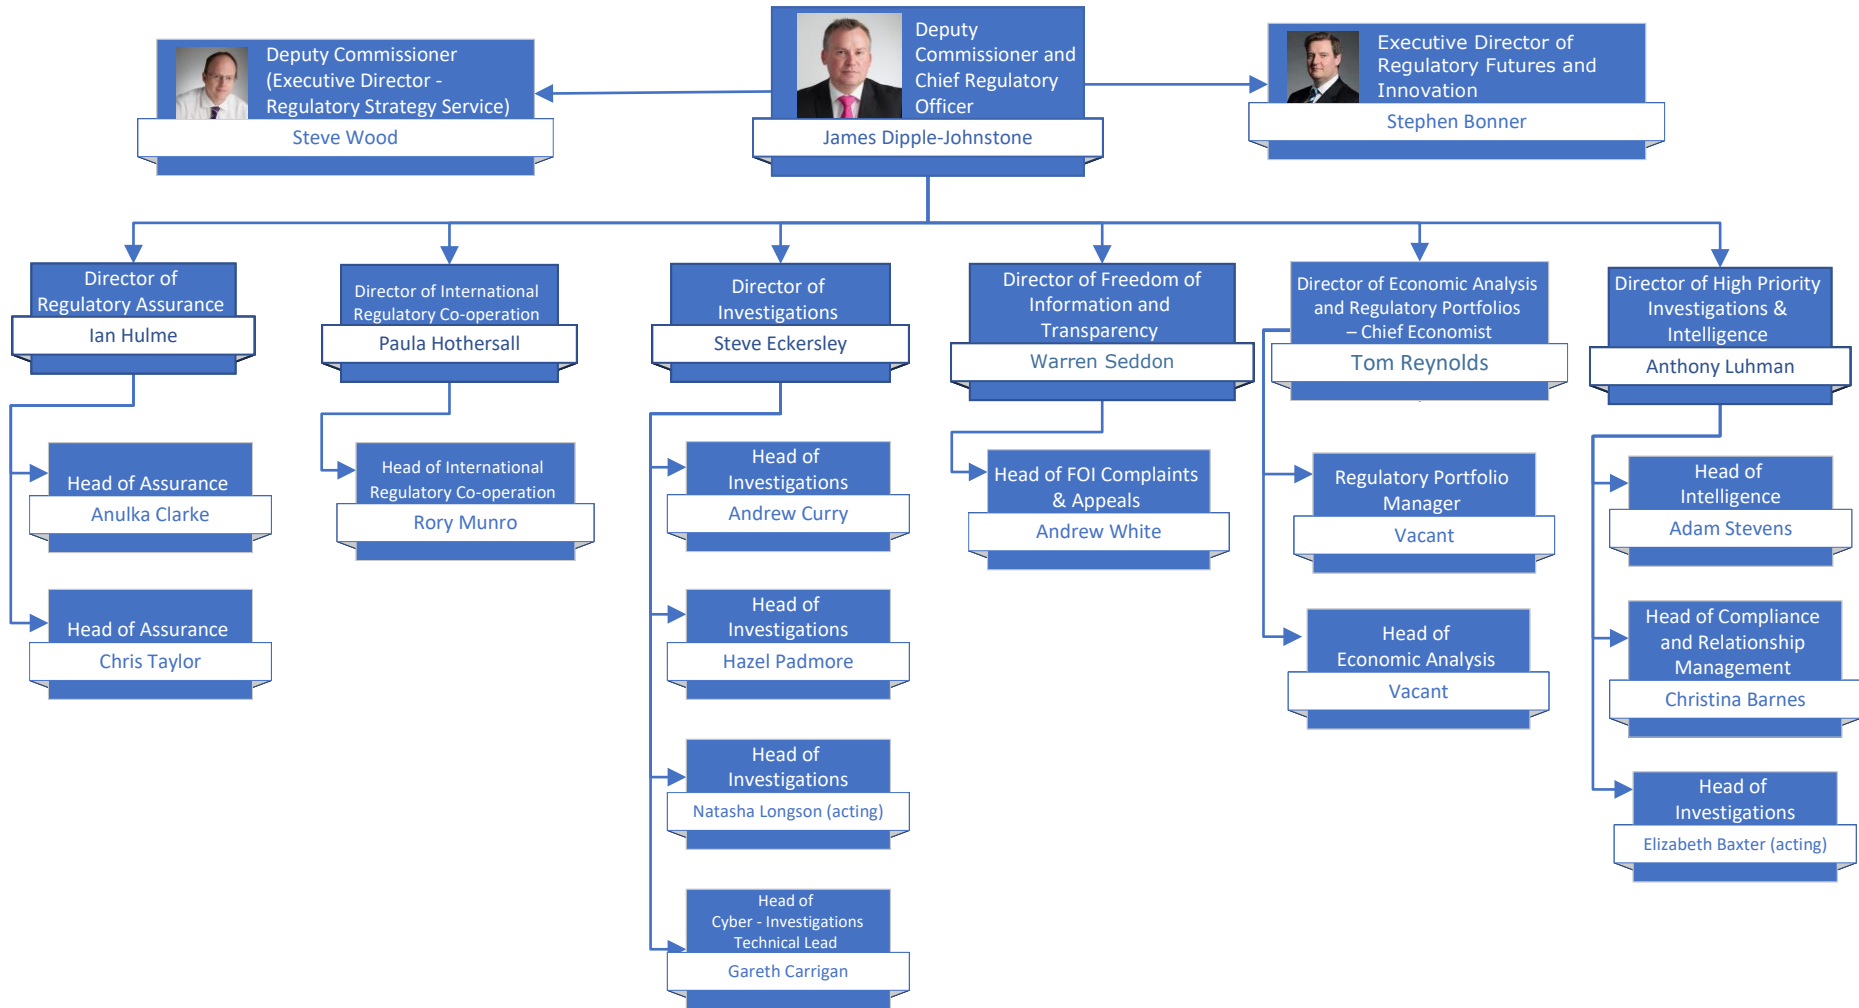 Deputy Commissioner
(Executive Director -
Regulatory Strategy Service)
Steve Wood
Deputy
Commissioner and
Chief Regulatory
Officer
James Dipple-Johnstone
Executive Director of
Regulatory Futures and
Innovation
Stephen Bonner
Director of
Regulatory Assurance
Ian Hulme
Head of Assurance
Anulka Clarke
Head of Assurance
Chris Taylor
Director of International
Regulatory Co-operation
Paula Hothersall
Head of International
Regulatory Co-operation
Rory Munro
Director of
Investigations
Steve Eckersley
Head of
Investigations
Andrew Curry
Head of
Investigations
Hazel Padmore
Head of
Investigations
Natasha Longson (acting)
Head of
Cyber - Investigations
Technical Lead
Gareth Carrigan
Director of Freedom of
Information and
Transparency
Warren Seddon
Head of FOI Complaints
& Appeals
Andrew White
Director of Economic Analysis
and Regulatory Portfolios
– Chief Economist
Tom Reynolds
Regulatory Portfolio
Manager
Vacant
Head of
Economic Analysis
Vacant
Director of High Priority
Investigations &
Intelligence
Anthony Luhman
Head of
Intelligence
Adam Stevens
Head of Compliance
and Relationship
Management
Christina Barnes
Head of
Investigations
Elizabeth Baxter (acting)